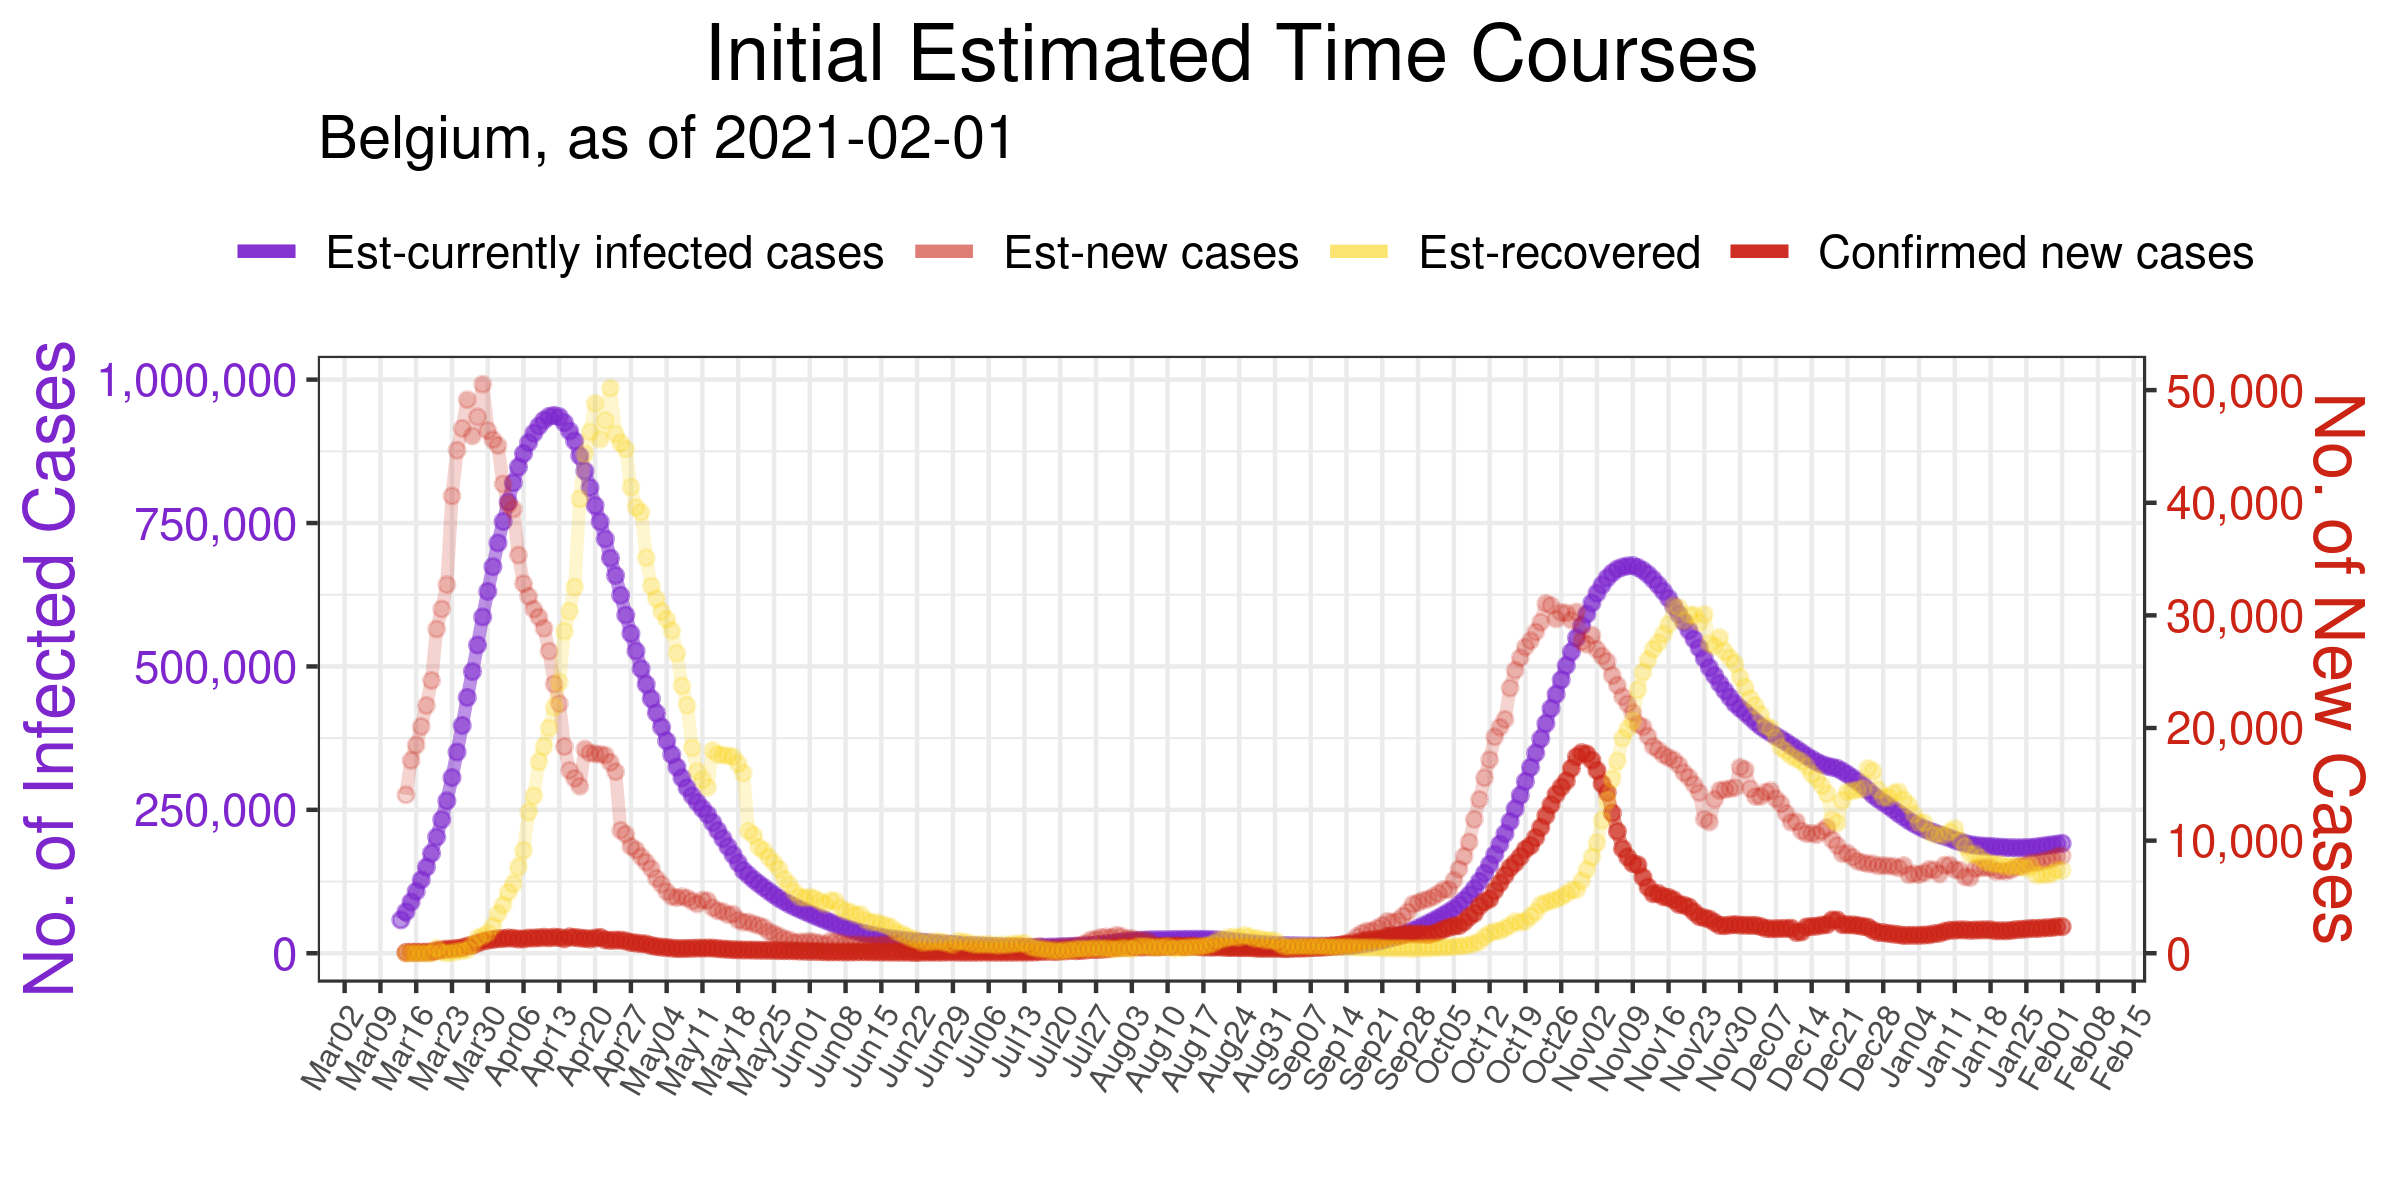 Initial Estimated Time Courses
Belgium, as of 2021-02-01
Est-currently infected cases
Est-new cases
Est-recovered
Confirmed new cases
No. of Infected Cases
1,000,000
750,000
500,000
250,000
0
50,000
40,000
30,000
20,000
10,000
0
No. of New Cases
Mar02
Mar09
Mar16
Mar23
Mar30
Apr06
Apr13
Apr20
Apr27
May04
May11
May18
May25
Jun01
Jun08
Jun15
Jun22
Jun29
Jul06
Jul13
Jul20
Jul27
Aug03
Aug10
Aug17
Aug24
Aug31
Sep07
Sep14
Sep21
Sep28
Oct05
Oct12
Oct19
Oct26
Nov02
Nov09
Nov16
Nov23
Nov30
Dec07
Dec14
Dec21
Dec28
Jan04
Jan11
Jan18
Jan25
Feb01
Feb08
Feb15